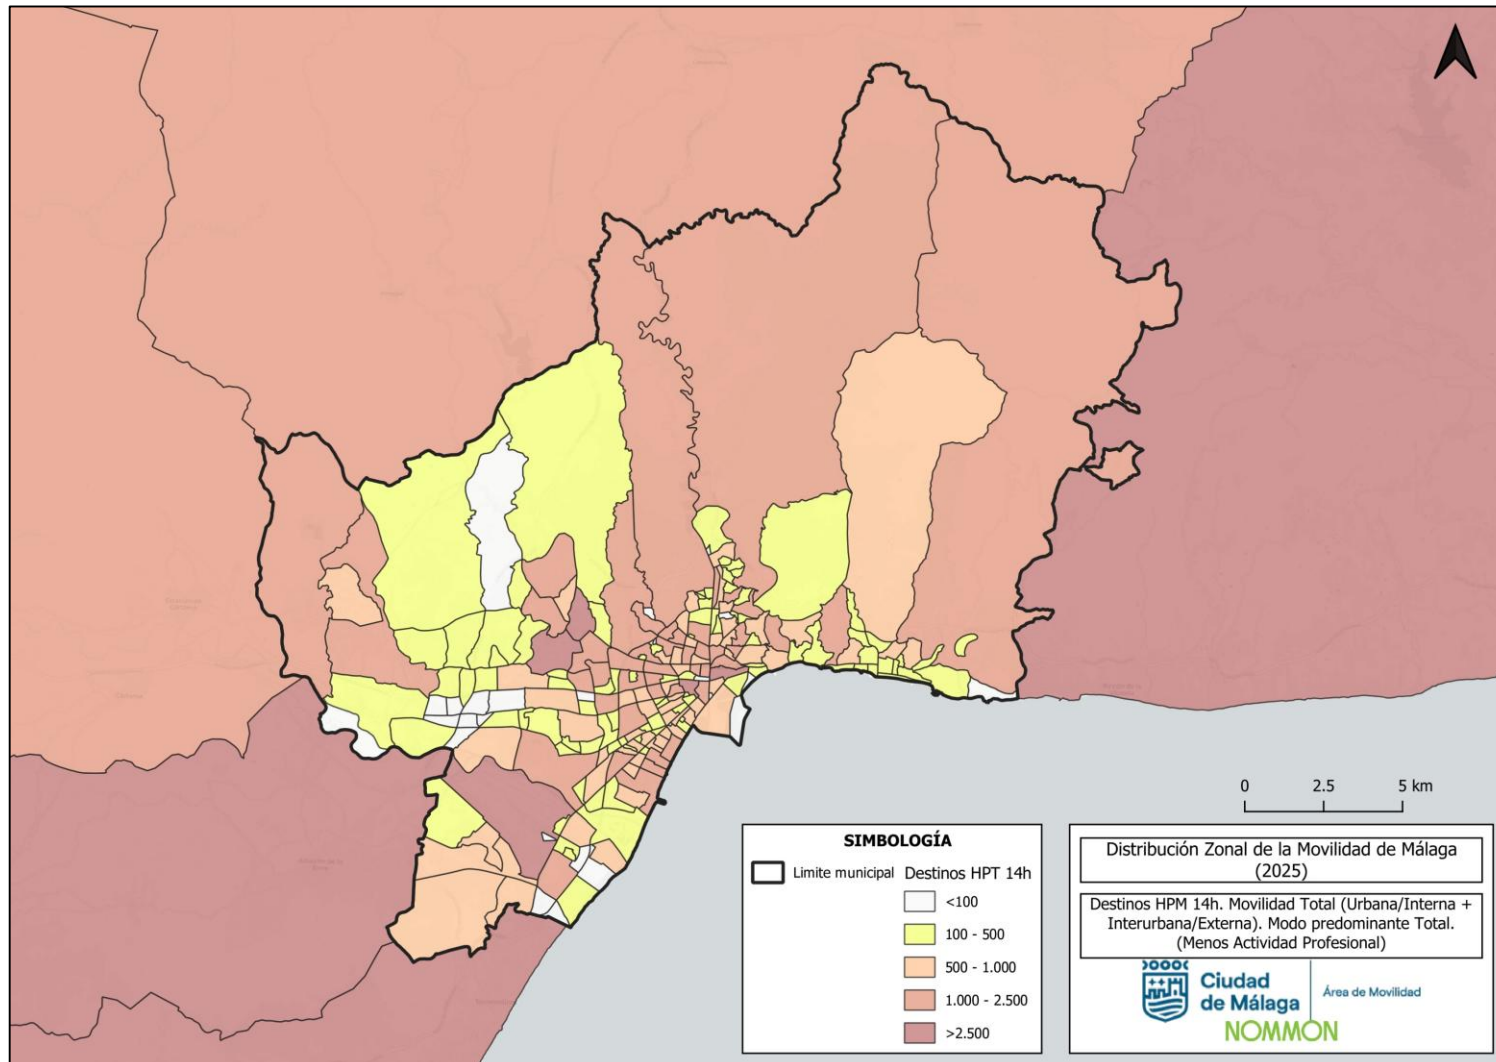 0 2.5 5 km
SIMBOLOGÍA
Limite municipal
Destinos HPT 14h
<100
100 - 500
500 - 1.000
1.000 - 2.500
>2.500
Distribución Zonal de la Movilidad de Málaga
(2025)
Destinos HPM 14h. Movilidad Total (Urbana/Interna +
Interurbana/Externa). Modo predominante Total.
(Menos Actividad Profesional)
Ciudad
de Málaga
Área de Movilidad
NOMMON